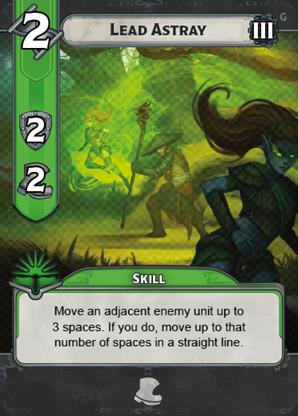 2
LEAD ASTRAY
III
G
2
2
SKILL
Move an adjacent enemy unit up to
3 spaces. If you do, move up to that
number of spaces in a straight line.